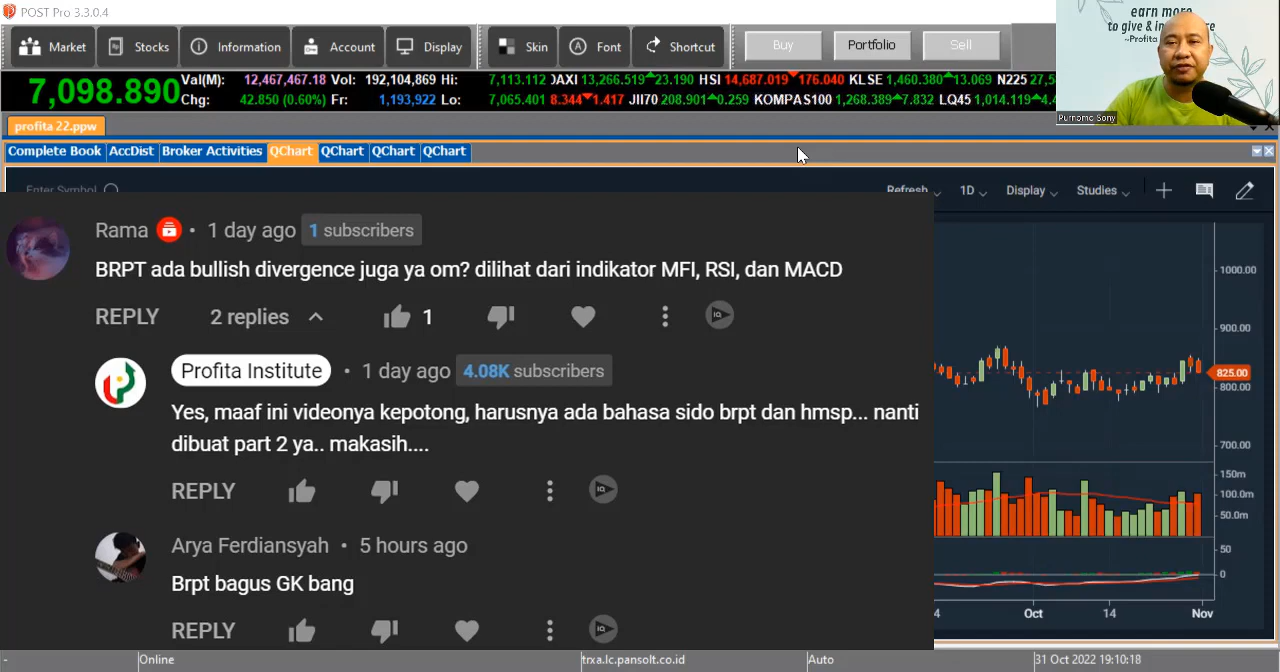 POST Pro 3.3.0.4
Market Stocks Information Account Display Skin Font Shortcut Buy Portfolio Sell
earn more
to give & in
~Profita
7,098.890 Val(M): 12,467,467.18 Vol: 192,104,869 Hi: 7,113.112 DAXI 13,266.519 23.190 HSI 14,687.019 176.040 KLSE 1,460.380 13.069 N225 27,5
Chg: 42.850 (0.60%) Fr: 1,193,922 Lo: 7,065.401 8.344 1.417 JII70 208.901 0.259 KOMPAS100 1,268.389 7.832 LQ45 1,014.119 4.
Purnomo Sony
profita 22.ppw
Complete Book AccDist Broker Activities QChart QChart QChart QChart
Enter Symbol Refresh 1D Display Studies
Rama • 1 day ago 1 subscribers
BRPT ada bullish divergence juga ya om? dilihat dari indikator MFI, RSI, dan MACD
REPLY 2 replies 1
Profita Institute • 1 day ago 4.08K subscribers
Yes, maaf ini videonya kepotong, harusnya ada bahasa sido brpt dan hmsp... nanti
dibuat part 2 ya.. makasih....
REPLY
Arya Ferdiansyah • 5 hours ago
Brpt bagus GK bang
REPLY
1000.00
900.00
825.00
800.00
700.00
150m
100.0m
50.0m
50
0
4 Oct 14 Nov
- Online trxa.lc.pansolt.co.id Auto 31 Oct 2022 19:10:18